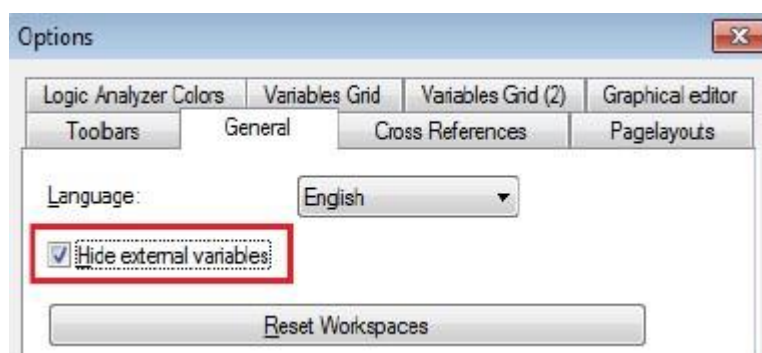 Options
Logic Analyzer Colors Variables Grid Variables Grid (2) Graphical editor
Toolbars General Cross References Pagelayouts
Language: English
Hide external variables
Reset Workspaces